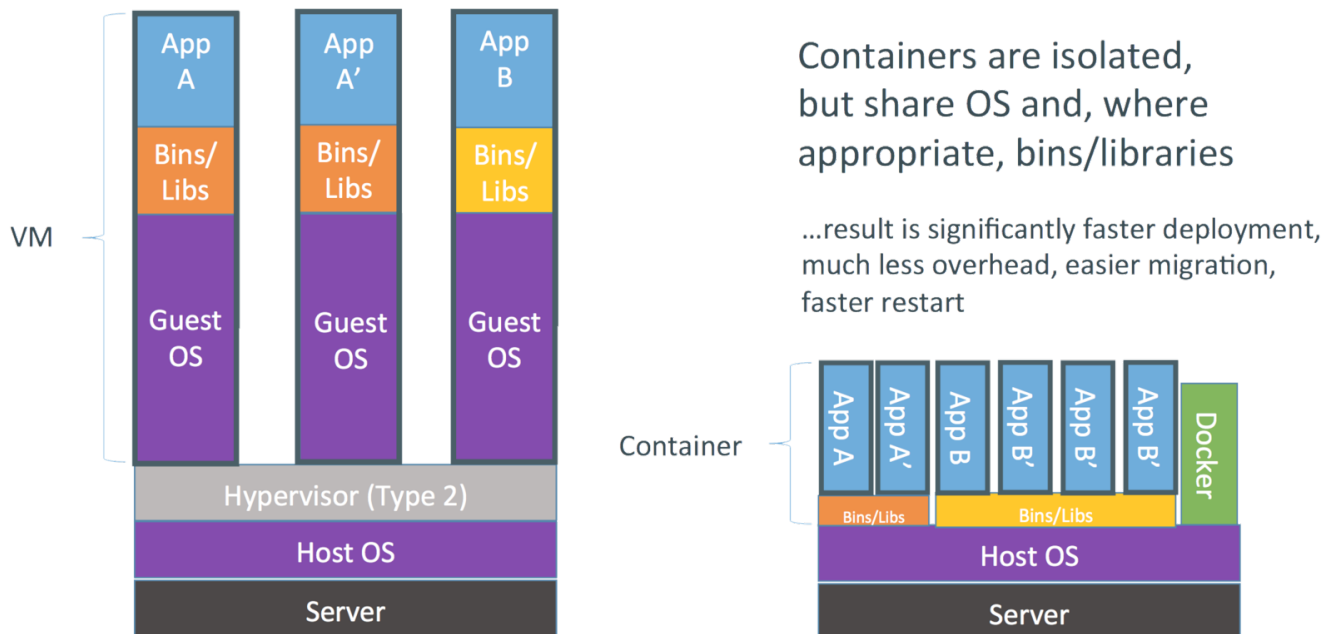 App
A
App
A’
App
B
Bins/
Libs
Bins/
Libs
Bins/
Libs
VM
Guest
OS
Guest
OS
Guest
OS
Hypervisor (Type 2)
Host OS
Server
Containers are isolated,
but share OS and, where
appropriate, bins/libraries
...result is significantly faster deployment,
much less overhead, easier migration,
faster restart
Container
App A
App A’
App B
App B’
App B’
App B’
Docker
Bins/Libs
Bins/Libs
Host OS
Server